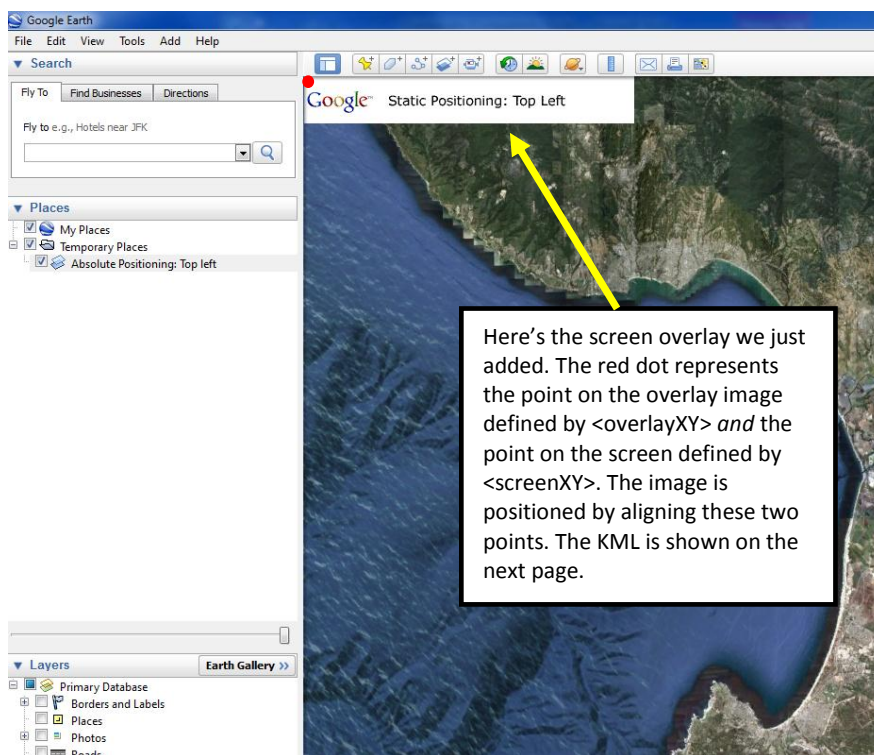 Google Earth
File Edit View Tools Add Help
Search
Fly To Find Businesses Directions
Fly to e.g., Hotels near JFK
Places
My Places
Temporary Places
Absolute Positioning: Top left
Layers
Earth Gallery >>
Primary Database
Borders and Labels
Places
Photos
Roads
Google™ Static Positioning: Top Left
Here’s the screen overlay we just
added. The red dot represents
the point on the overlay image
defined by <overlayXY> and the
point on the screen defined by
<screenXY>. The image is
positioned by aligning these two
points. The KML is shown on the
next page.